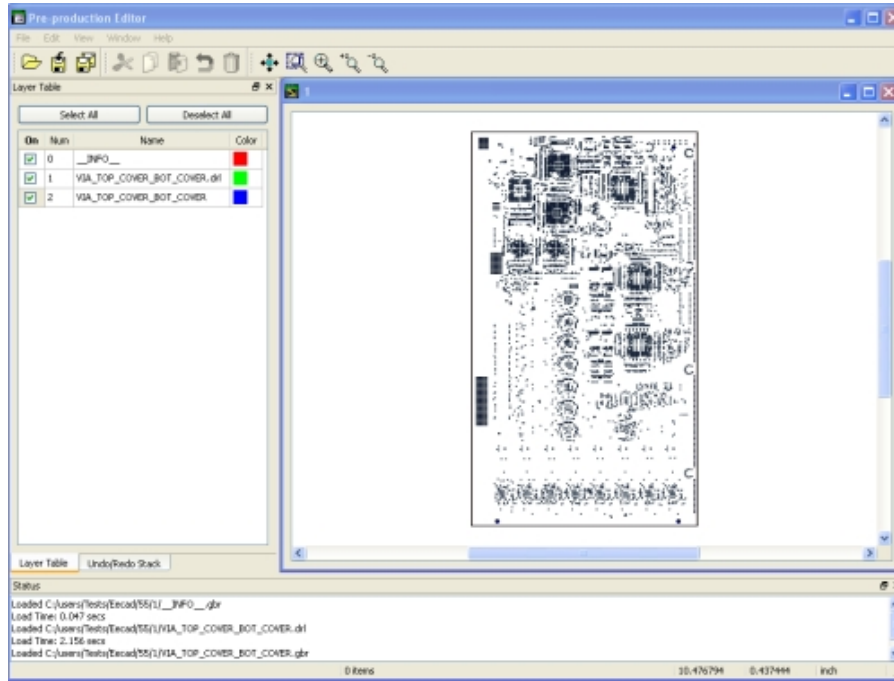 Pre-production Editor
File Edit View Window Help
Layer Table
1
Select All Deselect All
On Num Name Color
0 __INFO__
1 VIA_TOP_COVER_BOT_COVER.drl
2 VIA_TOP_COVER_BOT_COVER
Layer Table Undo/Redo Stack
Status
Loaded C:/users/Tests/Eecad/55/1/__INFO__.gbr
Load Time: 0.047 secs
Loaded C:/users/Tests/Eecad/55/1/VIA_TOP_COVER_BOT_COVER.drl
Load Time: 2.156 secs
Loaded C:/users/Tests/Eecad/55/1/VIA_TOP_COVER_BOT_COVER.gbr
0 items 10.476794 0.437444 inch